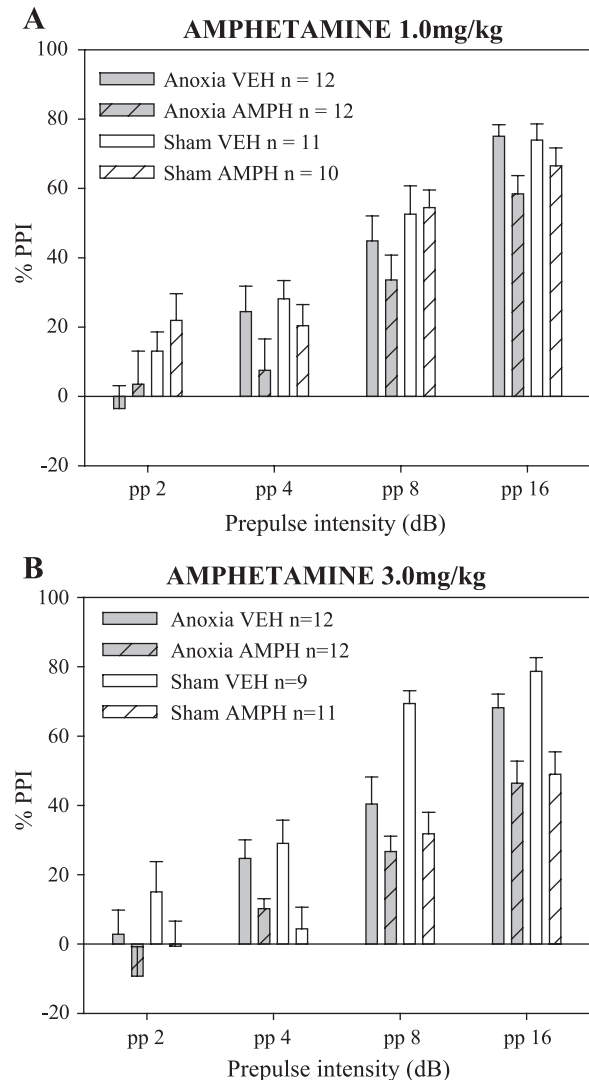 A
AMPHETAMINE 1.0mg/kg
100
80
60
40
20
0
-20
% PPI
Anoxia VEH n = 12
Anoxia AMPH n = 12
Sham VEH n = 11
Sham AMPH n = 10
pp 2 pp 4 pp 8 pp 16
Prepulse intensity (dB)
B
AMPHETAMINE 3.0mg/kg
100
80
60
40
20
0
-20
% PPI
Anoxia VEH n=12
Anoxia AMPH n=12
Sham VEH n=9
Sham AMPH n=11
pp 2 pp 4 pp 8 pp 16
Prepulse intensity (dB)